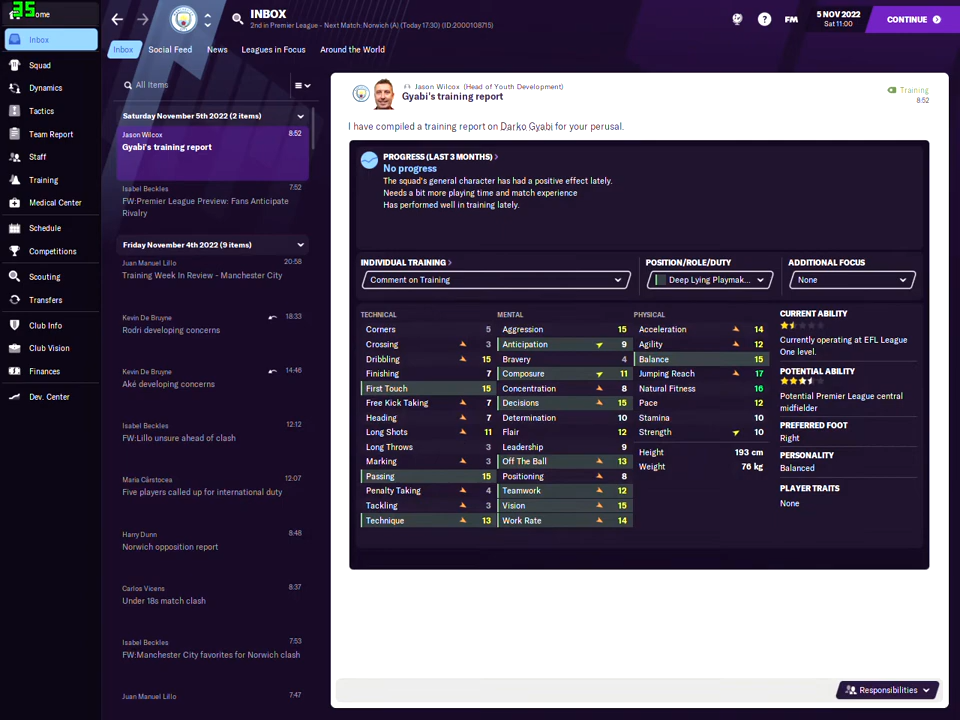 35
ome
INBOX
2nd in Premier League - Next Match: Norwich (A) (Today 17:30) (ID:2000108715)
FM
5 NOV 2022
Sat 11:00
CONTINUE
Inbox
Squad
Dynamics
Tactics
Team Report
Staff
Training
Medical Center
Schedule
Competitions
Scouting
Transfers
Club Info
Club Vision
Finances
Dev. Center
Inbox
Social Feed
News
Leagues in Focus
Around the World
All Items
Saturday November 5th 2022 (2 items)
Jason Wilcox 8:52
Gyabi's training report
Isabel Beckles 7:52
FW:Premier League Preview: Fans Anticipate
Rivalry
Friday November 4th 2022 (9 items)
Juan Manuel Lillo 20:58
Training Week In Review - Manchester City
Kevin De Bruyne 18:33
Rodri developing concerns
Kevin De Bruyne 14:46
Aké developing concerns
Isabel Beckles 12:12
FW:Lillo unsure ahead of clash
Maria Cârstocea 12:07
Five players called up for international duty
Harry Dunn 8:48
Norwich opposition report
Carlos Vicens 8:37
Under 18s match clash
Isabel Beckles 7:53
FW:Manchester City favorites for Norwich clash
Juan Manuel Lillo 7:47
Jason Wilcox (Head of Youth Development)
Gyabi's training report
Training
8:52
I have compiled a training report on Darko Gyabi for your perusal.
PROGRESS (LAST 3 MONTHS)
No progress
The squad's general character has had a positive effect lately.
Needs a bit more playing time and match experience
Has performed well in training lately.
INDIVIDUAL TRAINING
Comment on Training
POSITION/ROLE/DUTY
Deep Lying Playmak...
ADDITIONAL FOCUS
None
TECHNICAL
Corners 5
Crossing 3
Dribbling 15
Finishing 7
First Touch 15
Free Kick Taking 7
Heading 7
Long Shots 11
Long Throws 3
Marking 3
Passing 15
Penalty Taking 4
Tackling 3
Technique 13
MENTAL
Aggression 15
Anticipation 9
Bravery 4
Composure 11
Concentration 8
Decisions 15
Determination 10
Flair 12
Leadership 9
Off The Ball 13
Positioning 8
Teamwork 12
Vision 15
Work Rate 14
PHYSICAL
Acceleration 14
Agility 12
Balance 15
Jumping Reach 17
Natural Fitness 16
Pace 12
Stamina 10
Strength 10
Height 193 cm
Weight 76 kg
CURRENT ABILITY
Currently operating at EFL League
One level.
POTENTIAL ABILITY
Potential Premier League central
midfielder
PREFERRED FOOT
Right
PERSONALITY
Balanced
PLAYER TRAITS
None
Responsibilities